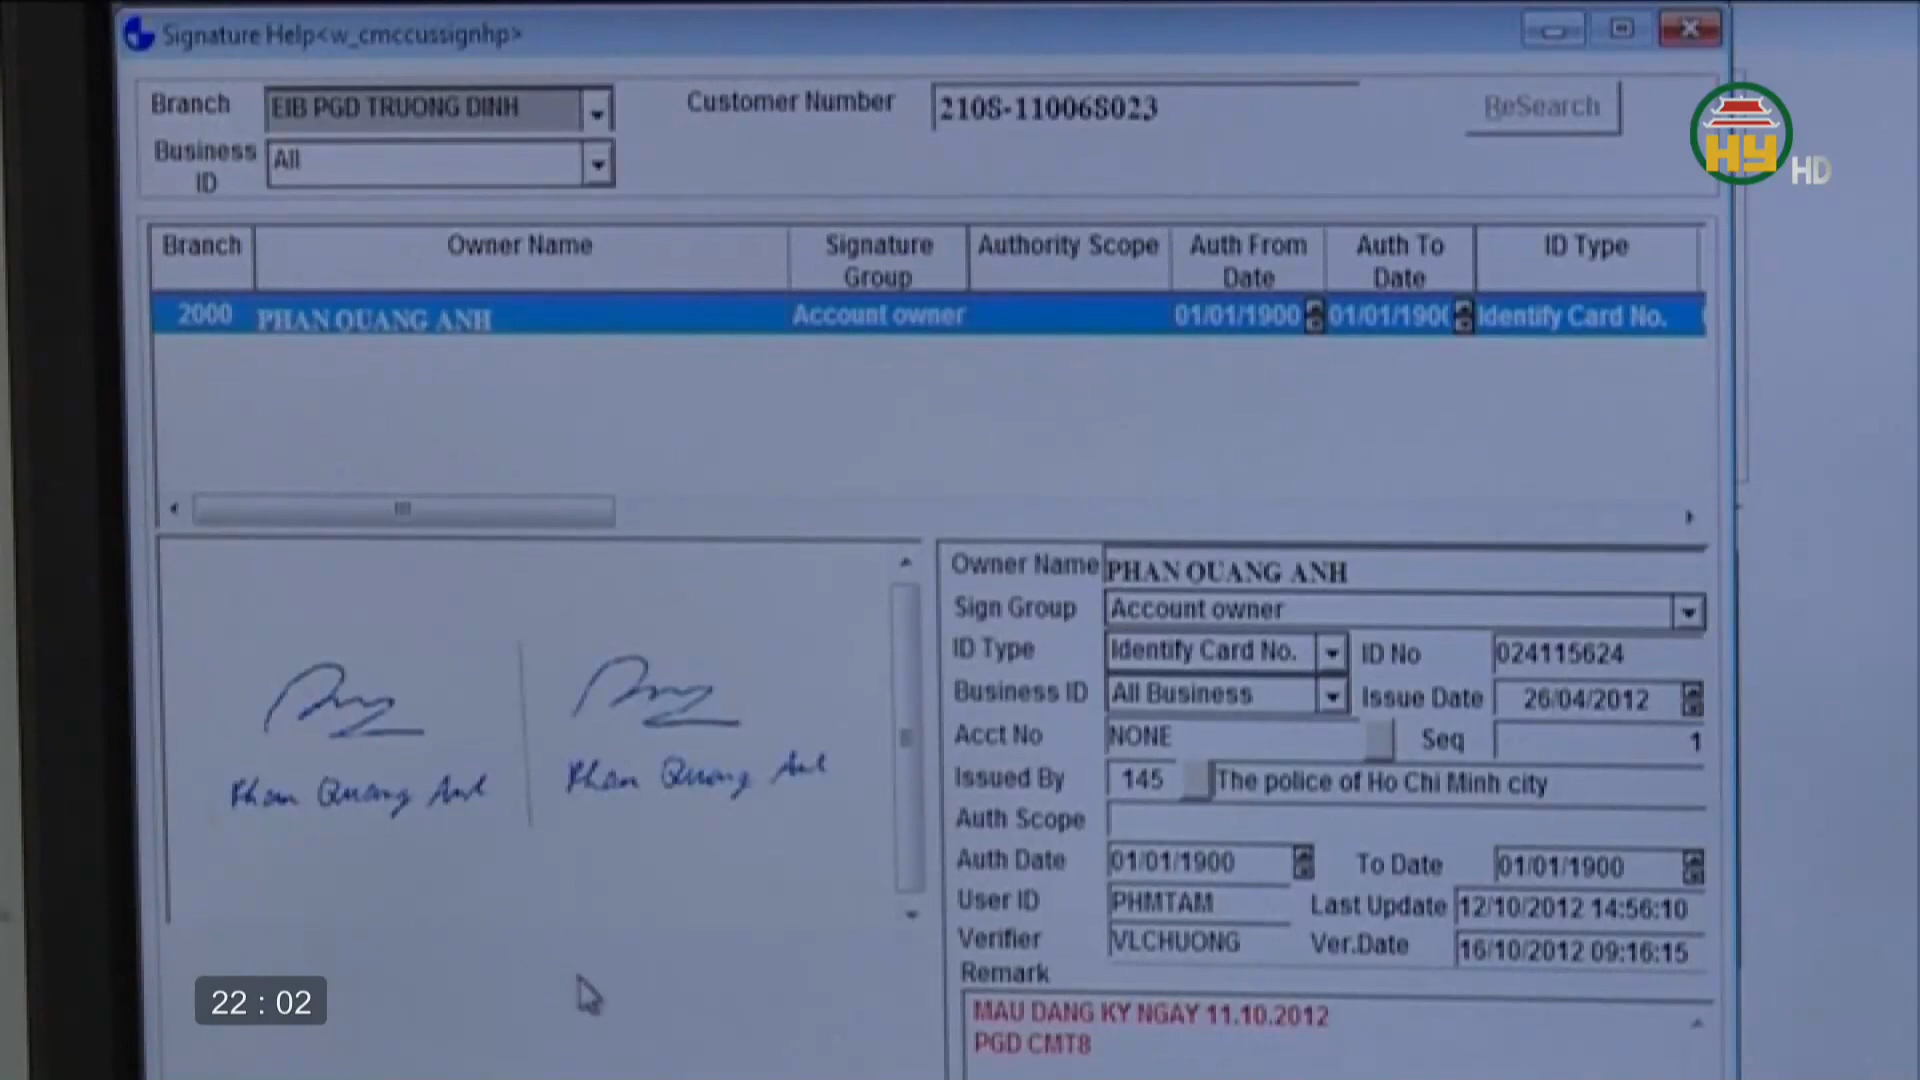 Signature Help<w_cmccussignhp>
Branch EIB PGD TRUONG DINH Customer Number 2108-110068023 ReSearch
Business ID All
HY HD
Branch Owner Name Signature Group Authority Scope Auth From Date Auth To Date ID Type
2000 PHAN QUANG ANH Account owner 01/01/1900 01/01/190 Identify Card No.
Owner Name PHAN QUANG ANH
Sign Group Account owner
ID Type Identify Card No. ID No 024115624
Business ID All Business Issue Date 26/04/2012
Acct No NONE Seq 1
Issued By 145 The police of Ho Chi Minh city
Auth Scope
Auth Date 01/01/1900 To Date 01/01/1900
User ID PHMTAM Last Update 12/10/2012 14:56:10
Verifier VLCHUONG Ver.Date 16/10/2012 09:16:15
Remark
MAU DANG KY NGAY 11.10.2012
PGD CMT8
Phan Quang Anh
Phan Quang Anh
22 : 02